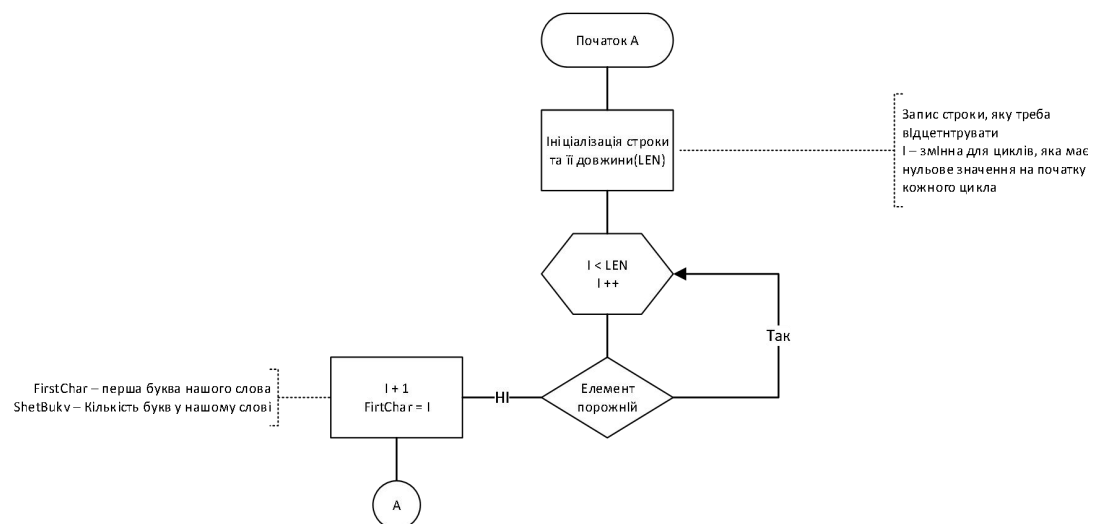 Початок А
Ініціалізація строки
та її довжини(LEN)
Запис строки, яку треба
відцетнтрувати
I – змінна для циклів, яка має
нульове значення на початку
кожного цикла
I < LEN
I ++
Так
FirstChar – перша буква нашого слова
ShetBukv – Кількість букв у нашому слові
I + 1
FirtChar = I
НІ
Елемент
порожній
А